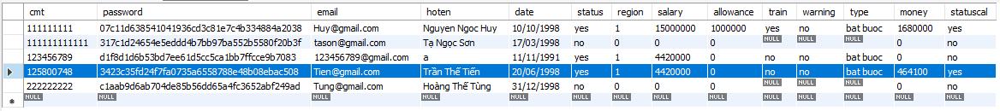 cmt password email hoten date status region salary allowance train warning type money statuscal
111111111 07c11d638541041936cd3c81e7c4b334884a2038 Huy@gmail.com Nguyen Ngoc Huy 10/10/1998 yes 1 15000000 1000000 yes no bat buoc 1680000 yes
111111111111 317c1d24654e5eddd4b7bb97ba552b5580f20b3f tason@gmail.com Tạ Ngọc Sơn 17/03/1998 no 0 0 0 NULL NULL NULL 0 no
123456789 d1f8d1d6b53bd7ee61d5cc5ca1bb7ffcce9b7083 123456789@gmail.com a 11/11/1991 yes 1 4420000 0 no no bat buoc 0 no
125800748 3423c35fd24f7fa0735a6558788e48b08ebac508 Tien@gmail.com Trần Thế Tiến 20/06/1998 yes 1 4420000 0 no no bat buoc 464100 yes
222222222 c1aab9d6ab704de85b56dd65a4fc3652abf249ad Tung@gmail.com Hoàng Thế Tùng 31/12/1998 no 0 0 0 NULL NULL NULL 0 no
NULL NULL NULL NULL NULL NULL NULL NULL NULL NULL NULL NULL NULL NULL